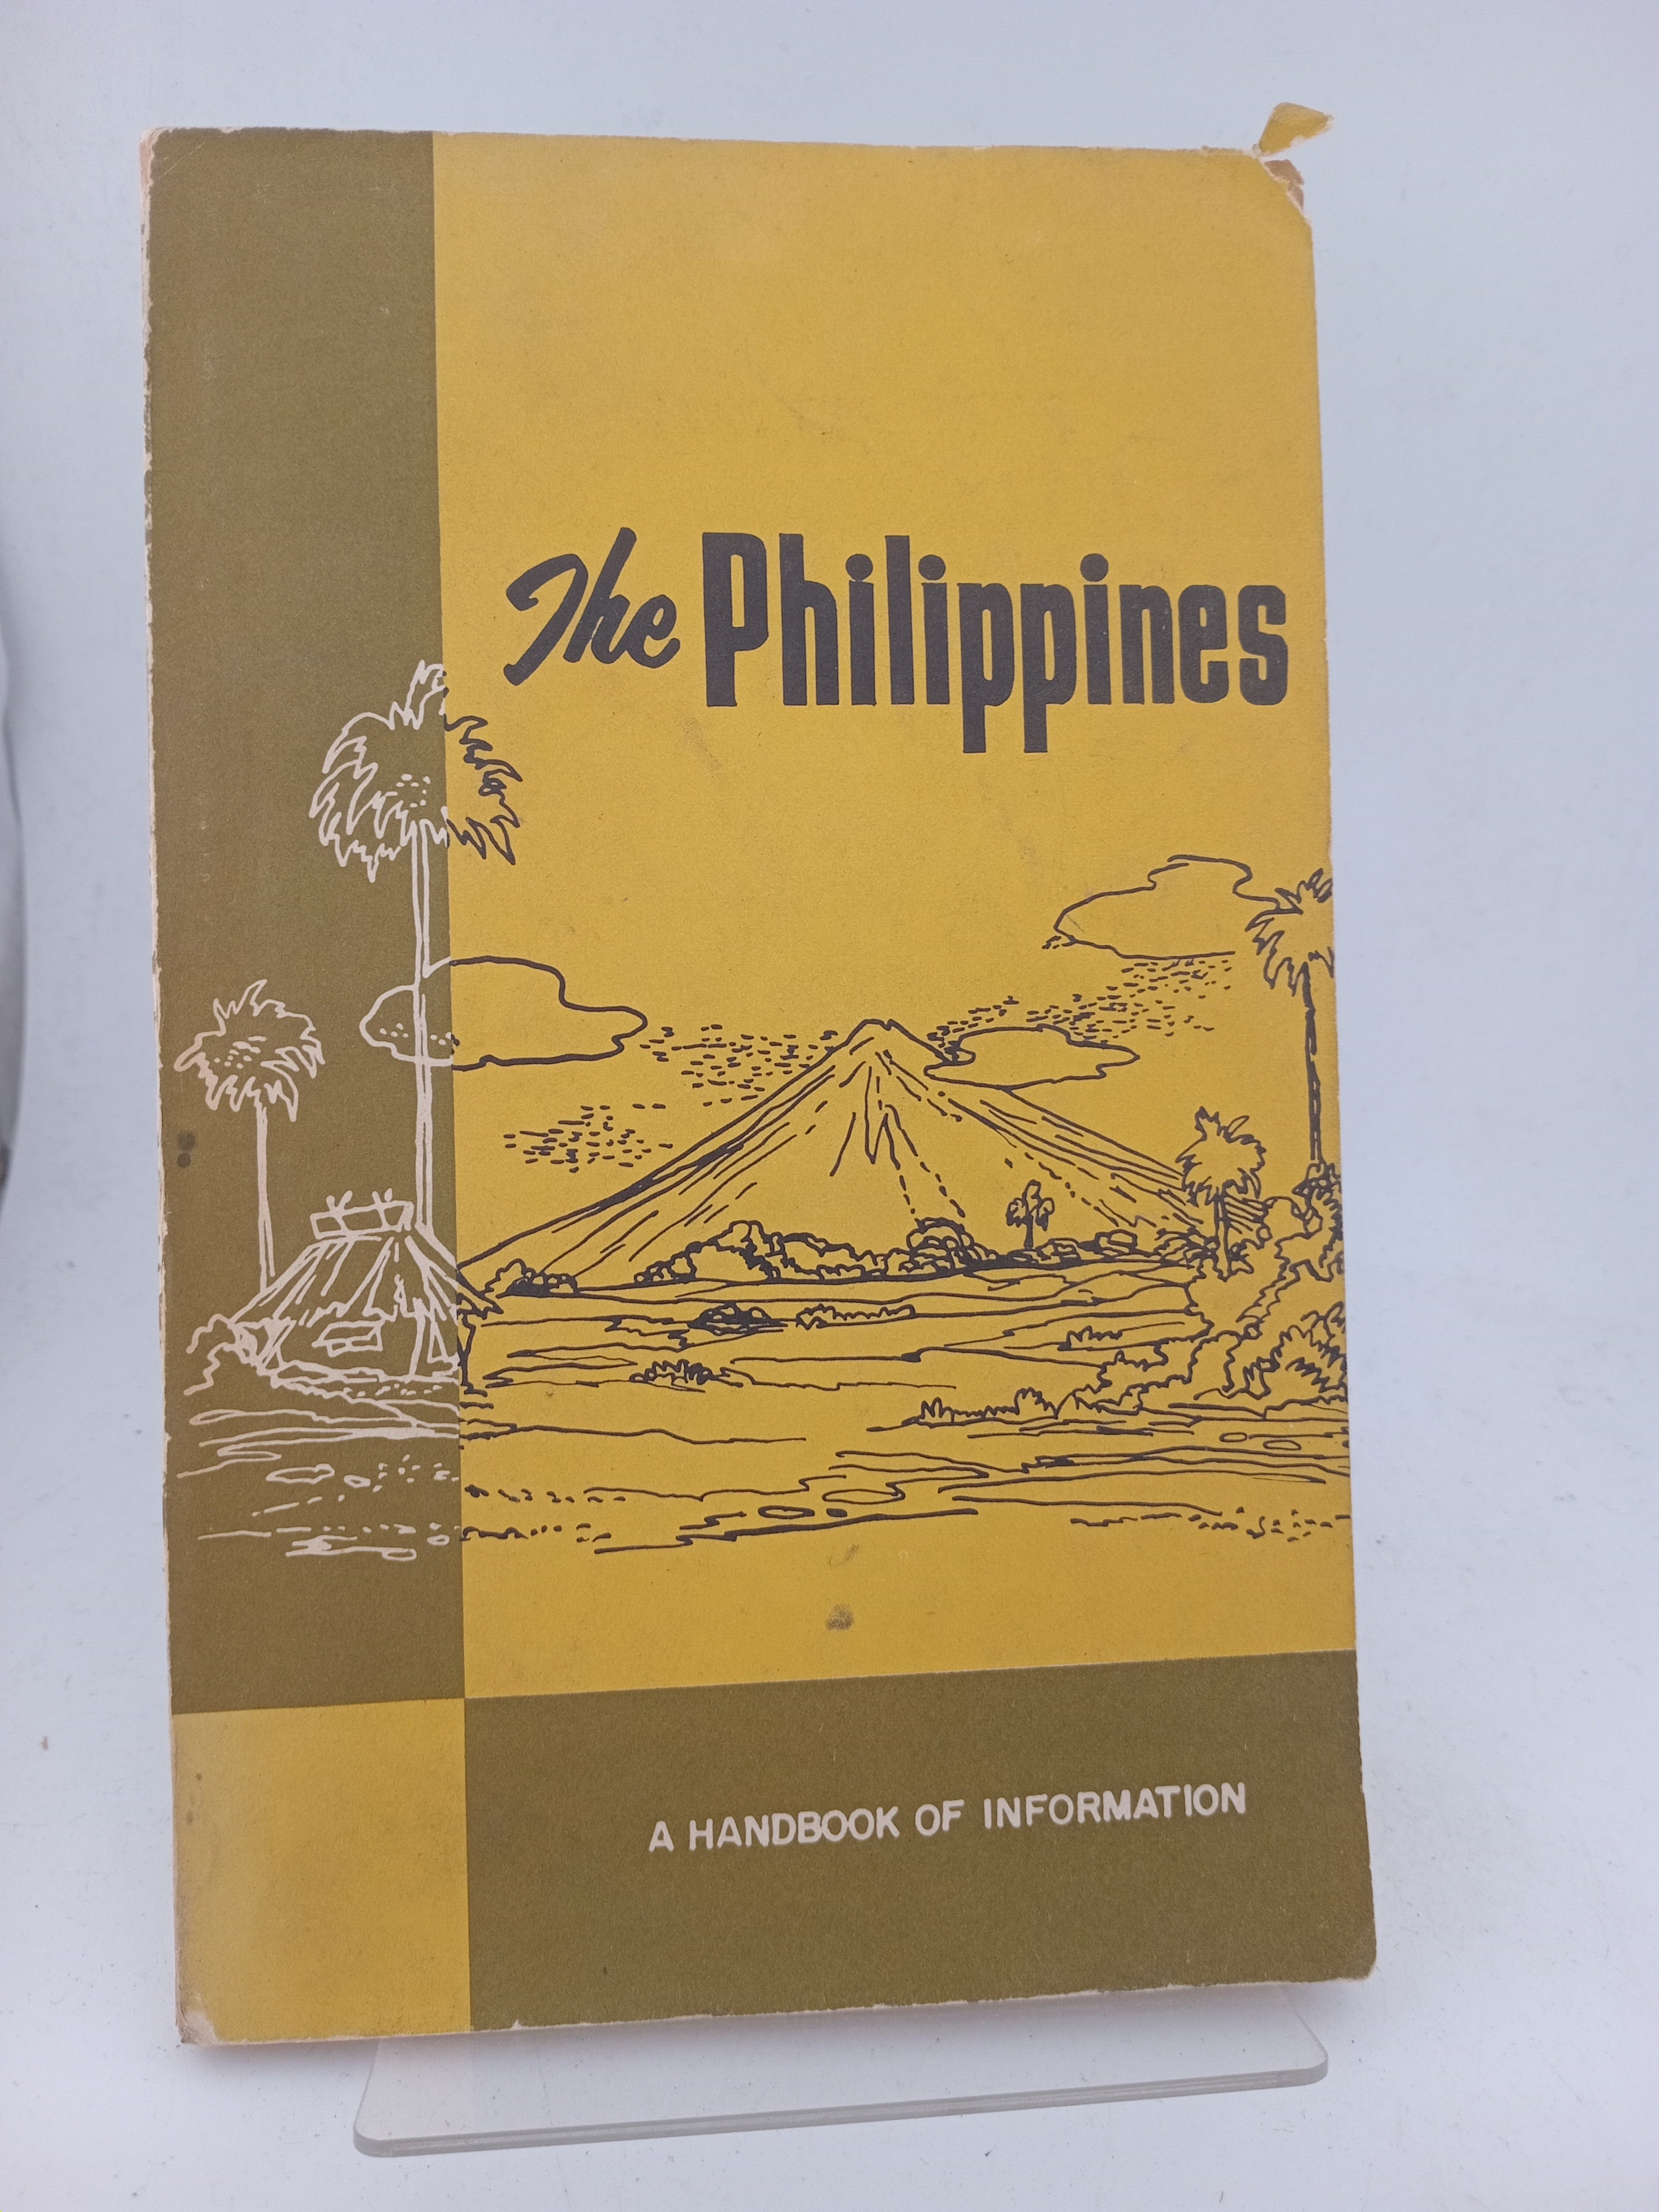 The Philippines
A HANDBOOK OF INFORMATION